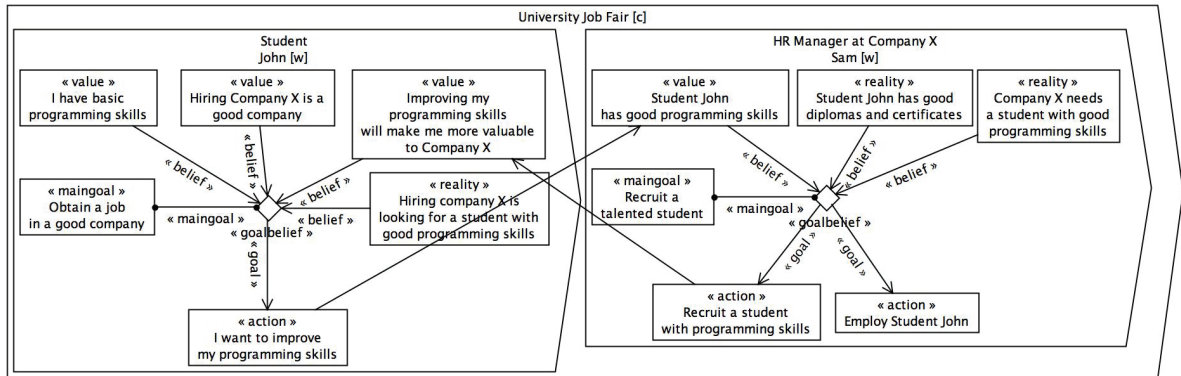 University Job Fair [c]
Student
John [w]
« value »
I have basic
programming skills
« value »
Hiring Company X is a
good company
« value »
Improving my
programming skills
will make me more valuable
to Company X
« belief »
« belief »
« belief »
« maingoal »
Obtain a job
in a good company
« maingoal »
« goalbelief »
« belief »
« reality »
Hiring company X is
looking for a student with
good programming skills
« goal »
« action »
I want to improve
my programming skills
HR Manager at Company X
Sam [w]
« value »
Student John
has good programming skills
« reality »
Student John has good
diplomas and certificates
« reality »
Company X needs
a student with good
programming skills
« belief »
« belief »
« belief »
« maingoal »
Recruit a
talented student
« maingoal »
« goalbelief »
« goal »
« goal »
« action »
Recruit a student
with programming skills
« action »
Employ Student John